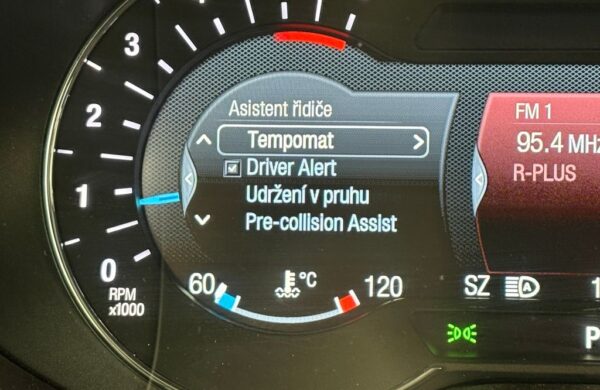 3
2
1
0
RPM
x1000
Asistent řidiče
Tempomat
Driver Alert
Udržení v pruhu
Pre-collision Assist
60
°C
120
FM 1
95.4 MHz
R-PLUS
SZ
A
1
P